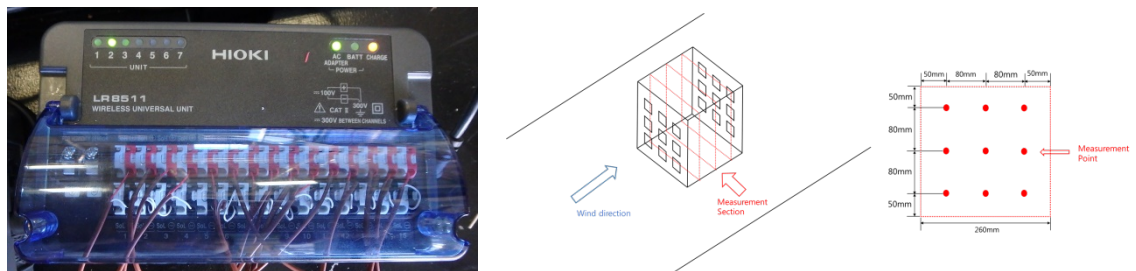 1 2 3 4 5 6 7
UNIT
HIOKI
AC ADAPTER
BATT
CHARGE
POWER
LR8511
WIRELESS UNIVERSAL UNIT
⎓100V
300V
CAT II
⎓300V BETWEEN CHANNELS
Wind direction
Measurement
Section
50mm 80mm 80mm 50mm
50mm
80mm
80mm
50mm
260mm
Measurement
Point